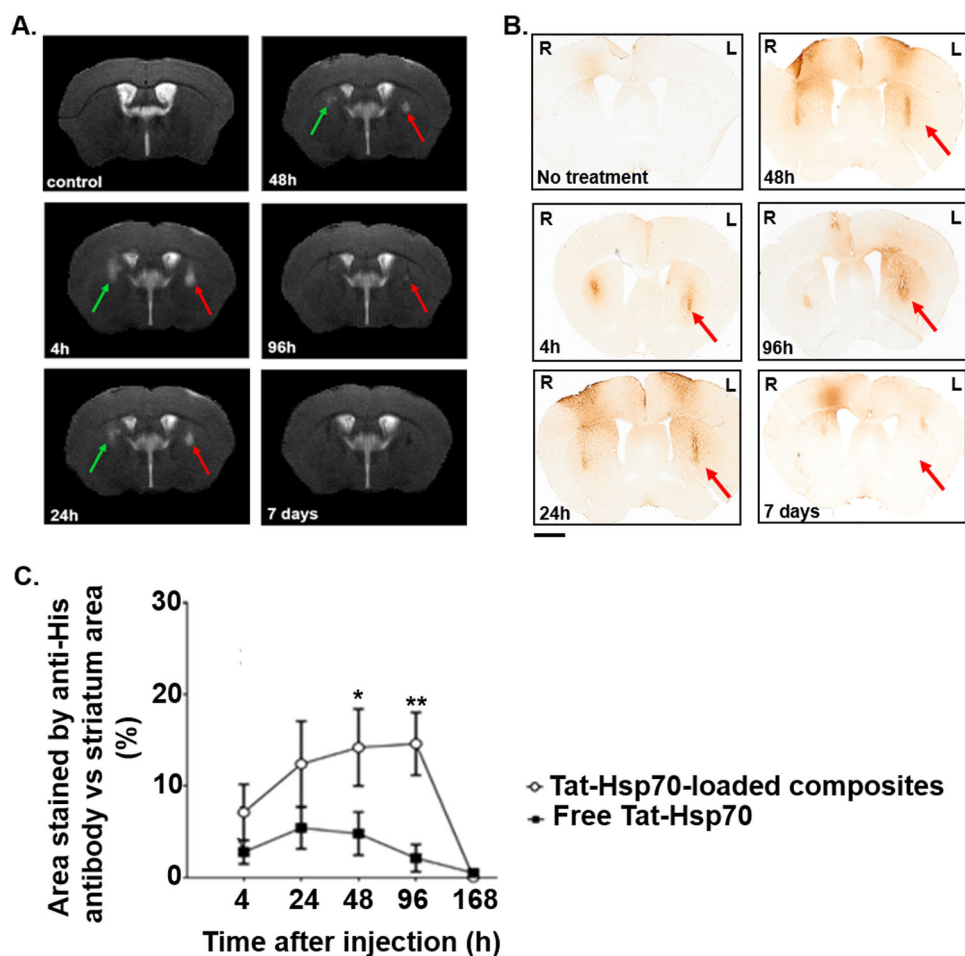 A.
control
48h
4h
96h
24h
7 days
B.
R L
No treatment
R L
48h
R L
4h
R L
96h
R L
24h
R L
7 days
C.
Area stained by anti-His
antibody vs striatum area
(%)
30
20
10
0
* **
4 24 48 96 168
Time after injection (h)
Tat-Hsp70-loaded composites
Free Tat-Hsp70